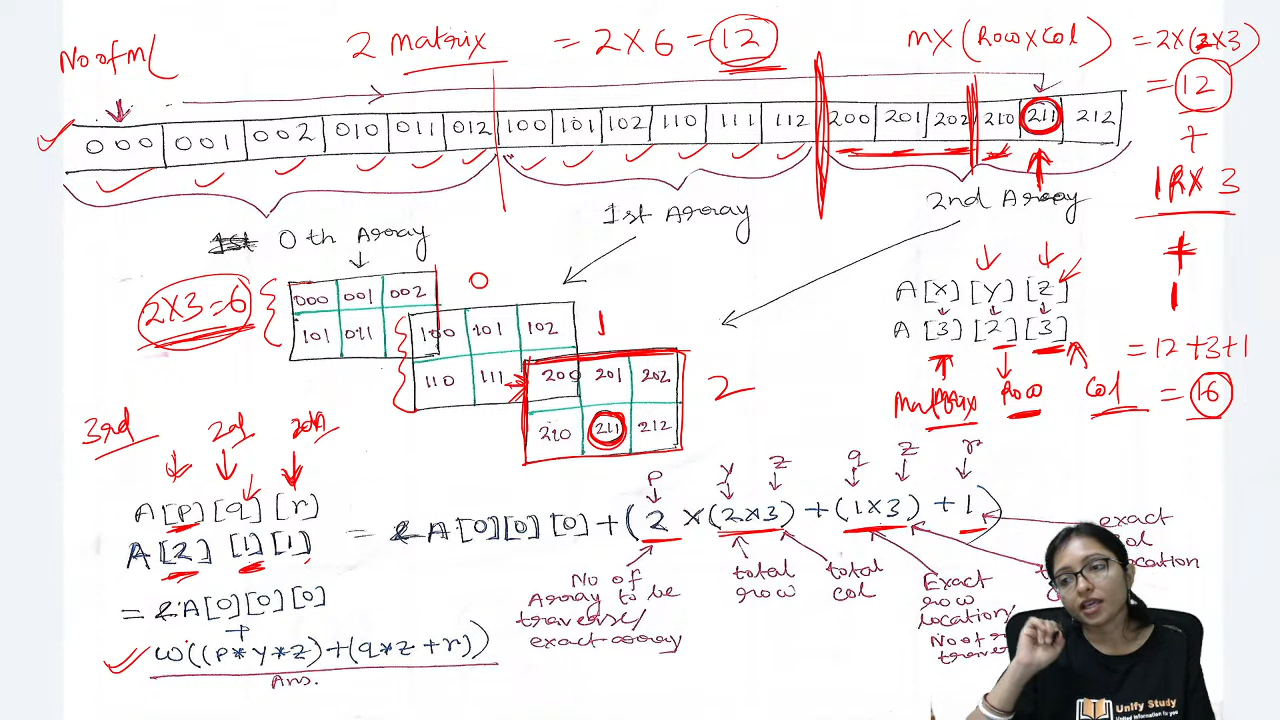 No of M(
2 Matrix = 2 X 6 = 12
MX (Row X Col) = 2X(2X3)
= 12
+
1R X 3
+
1
= 12 + 3 + 1
= 16
000 001 002 010 011 012 100 101 102 110 111 112 200 201 202 210 211 212
0th Array
1st Array
2nd Array
2X3=6
000 001 002
101 011
0
100 101 102
110 111
1
200 201 202
210 211 212
2
A[X] [Y] [Z]
A [3] [2] [3]
Matrix Row Col
3rd 2nd
A[p] [q] [r]
A[2] [1] [1] = A[0][0][0] + (2 X (2X3) + (1X3) + 1)
p y z q z r
No of Array to be traverse/ exact array
total row
total col
Exact row location/
exact
location
= A[0][0][0]
+
w((p*y*z)+(q*z+r))
Ans.
Unify Study